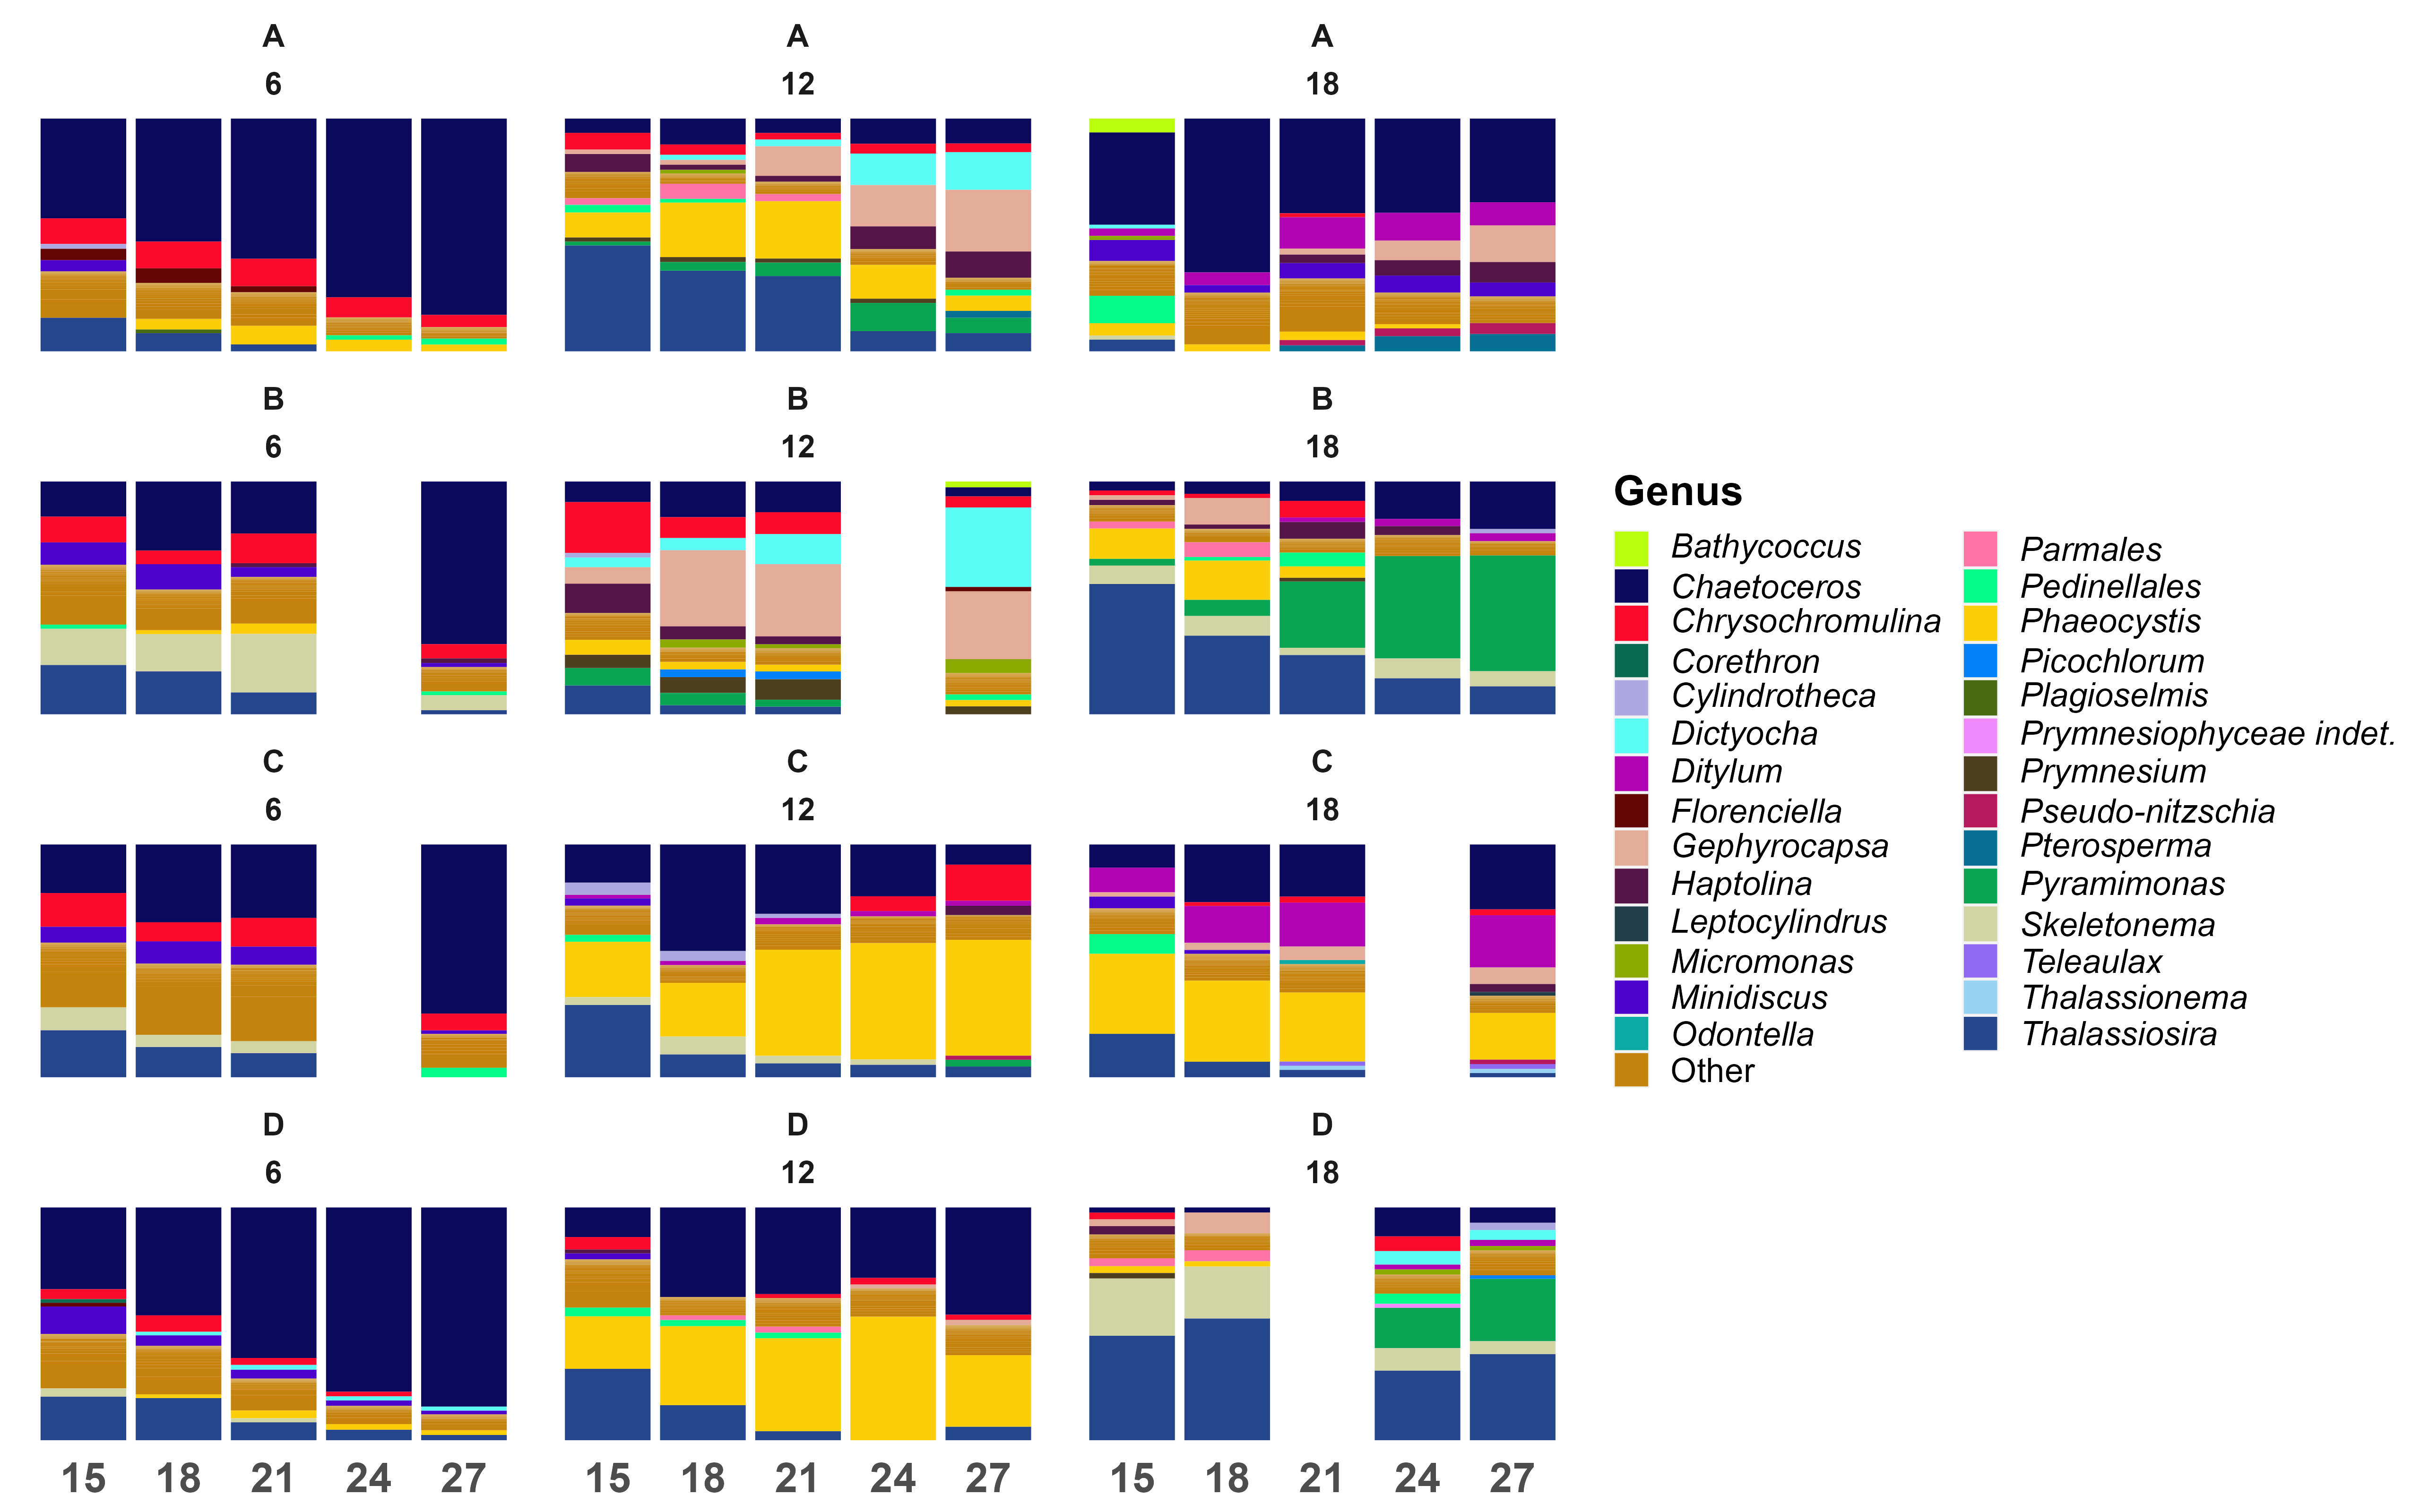 A A A
6 12 18
B B B
6 12 18
C C C
6 12 18
D D D
6 12 18
15 18 21 24 27 15 18 21 24 27 15 18 21 24 27
Genus
Bathycoccus
Chaetoceros
Chrysochromulina
Corethron
Cylindrotheca
Dictyocha
Ditylum
Florenciella
Gephyrocapsa
Haptolina
Leptocylindrus
Micromonas
Minidiscus
Odontella
Other
Parmales
Pedinellales
Phaeocystis
Picochlorum
Plagioselmis
Prymnesiophyceae indet.
Prymnesium
Pseudo-nitzschia
Pterosperma
Pyramimonas
Skeletonema
Teleaulax
Thalassionema
Thalassiosira